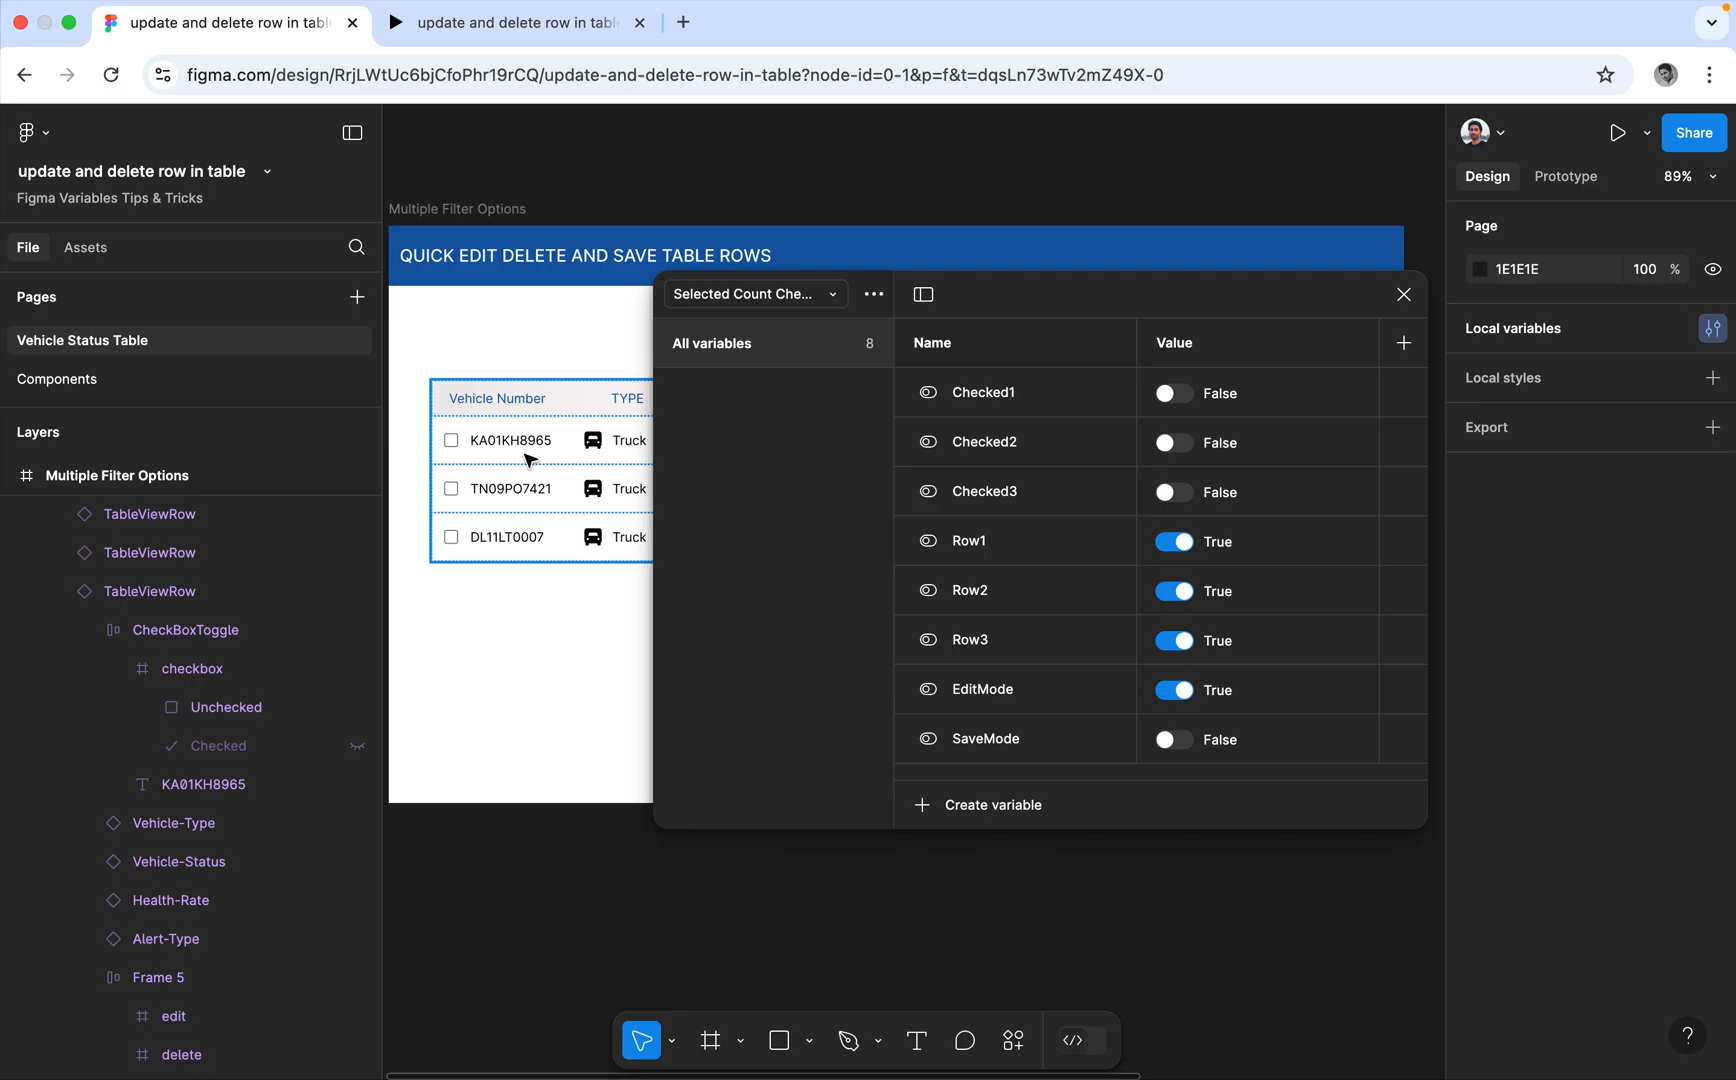 update and delete row in tabl
update and delete row in tabl
figma.com/design/RrjLWtUc6bjCfoPhr19rCQ/update-and-delete-row-in-table?node-id=0-1&p=f&t=dqsLn73wTv2mZ49X-0
update and delete row in table
Figma Variables Tips & Tricks
File
Assets
Pages
Vehicle Status Table
Components
Layers
Multiple Filter Options
TableViewRow
TableViewRow
TableViewRow
CheckBoxToggle
checkbox
Unchecked
Checked
KA01KH8965
Vehicle-Type
Vehicle-Status
Health-Rate
Alert-Type
Frame 5
edit
delete
Multiple Filter Options
QUICK EDIT DELETE AND SAVE TABLE ROWS
Vehicle Number TYPE
KA01KH8965 Truck
TN09PO7421 Truck
DL11LT0007 Truck
Selected Count Che...
All variables 8
Name Value
Checked1 False
Checked2 False
Checked3 False
Row1 True
Row2 True
Row3 True
EditMode True
SaveMode False
Create variable
Share
Design Prototype 89%
Page
1E1E1E 100 %
Local variables
Local styles
Export
?